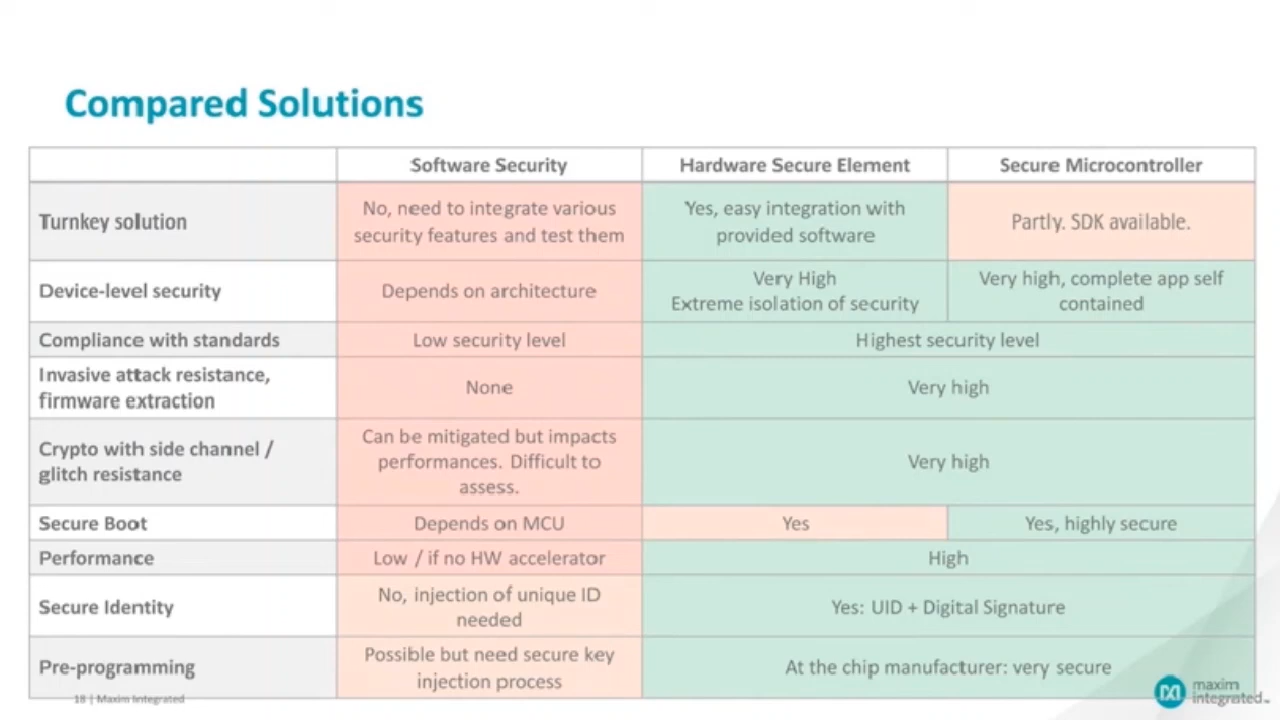 Compared Solutions
Software Security
Hardware Secure Element
Secure Microcontroller
Turnkey solution
No, need to integrate various
security features and test them
Yes, easy integration with
provided software
Partly. SDK available.
Device-level security
Depends on architecture
Very High
Extreme isolation of security
Very high, complete app self
contained
Compliance with standards
Low security level
Highest security level
Invasive attack resistance,
firmware extraction
None
Very high
Crypto with side channel /
glitch resistance
Can be mitigated but impacts
performances. Difficult to
assess.
Very high
Secure Boot
Depends on MCU
Yes
Yes, highly secure
Performance
Low / if no HW accelerator
High
Secure Identity
No, injection of unique ID
needed
Yes: UID + Digital Signature
Pre-programming
Possible but need secure key
injection process
At the chip manufacturer: very secure
18 | Maxim Integrated
maxim
integrated™